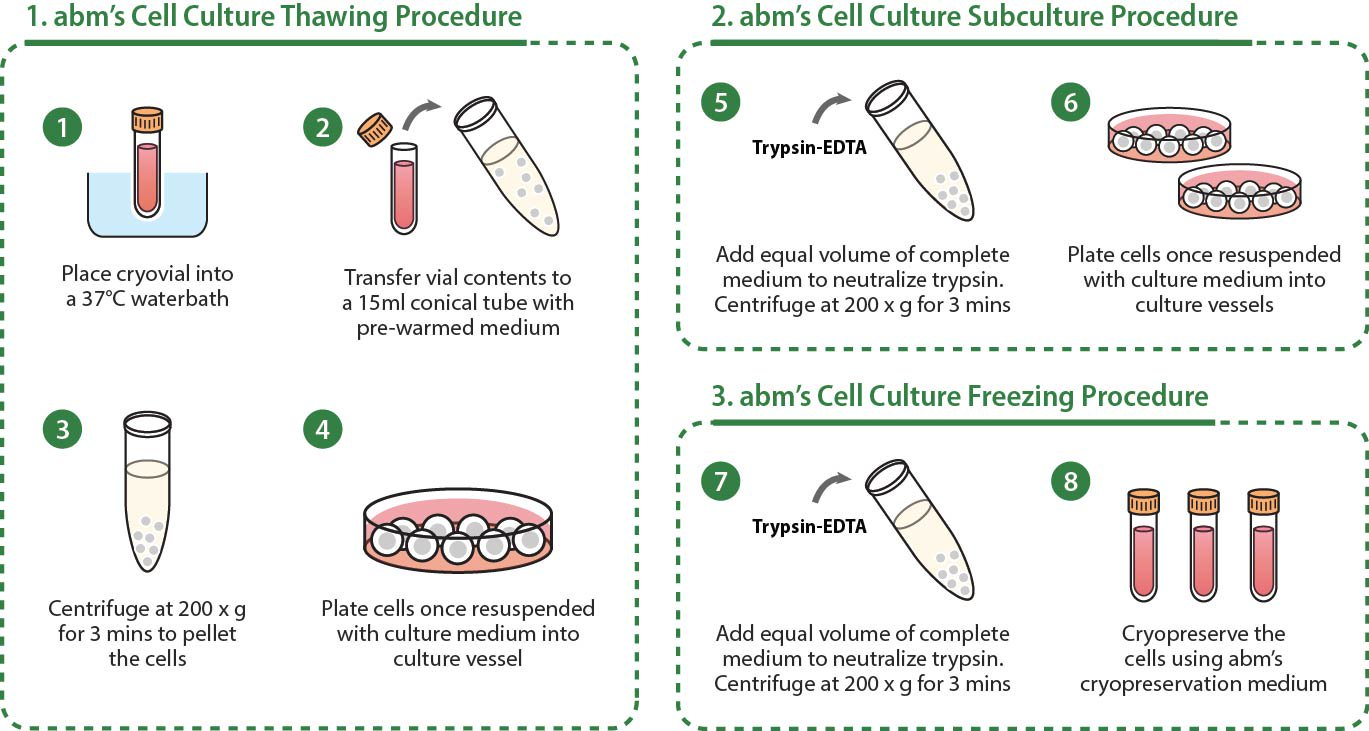 1. abm's Cell Culture Thawing Procedure
1
Place cryovial into
a 37°C waterbath
2
Transfer vial contents to
a 15ml conical tube with
pre-warmed medium
3
Centrifuge at 200 x g
for 3 mins to pellet
the cells
4
Plate cells once resuspended
with culture medium into
culture vessel
2. abm's Cell Culture Subculture Procedure
5
Trypsin-EDTA
Add equal volume of complete
medium to neutralize trypsin.
Centrifuge at 200 x g for 3 mins
6
Plate cells once resuspended
with culture medium into
culture vessels
3. abm's Cell Culture Freezing Procedure
7
Trypsin-EDTA
Add equal volume of complete
medium to neutralize trypsin.
Centrifuge at 200 x g for 3 mins
8
Cryopreserve the
cells using abm's
cryopreservation medium